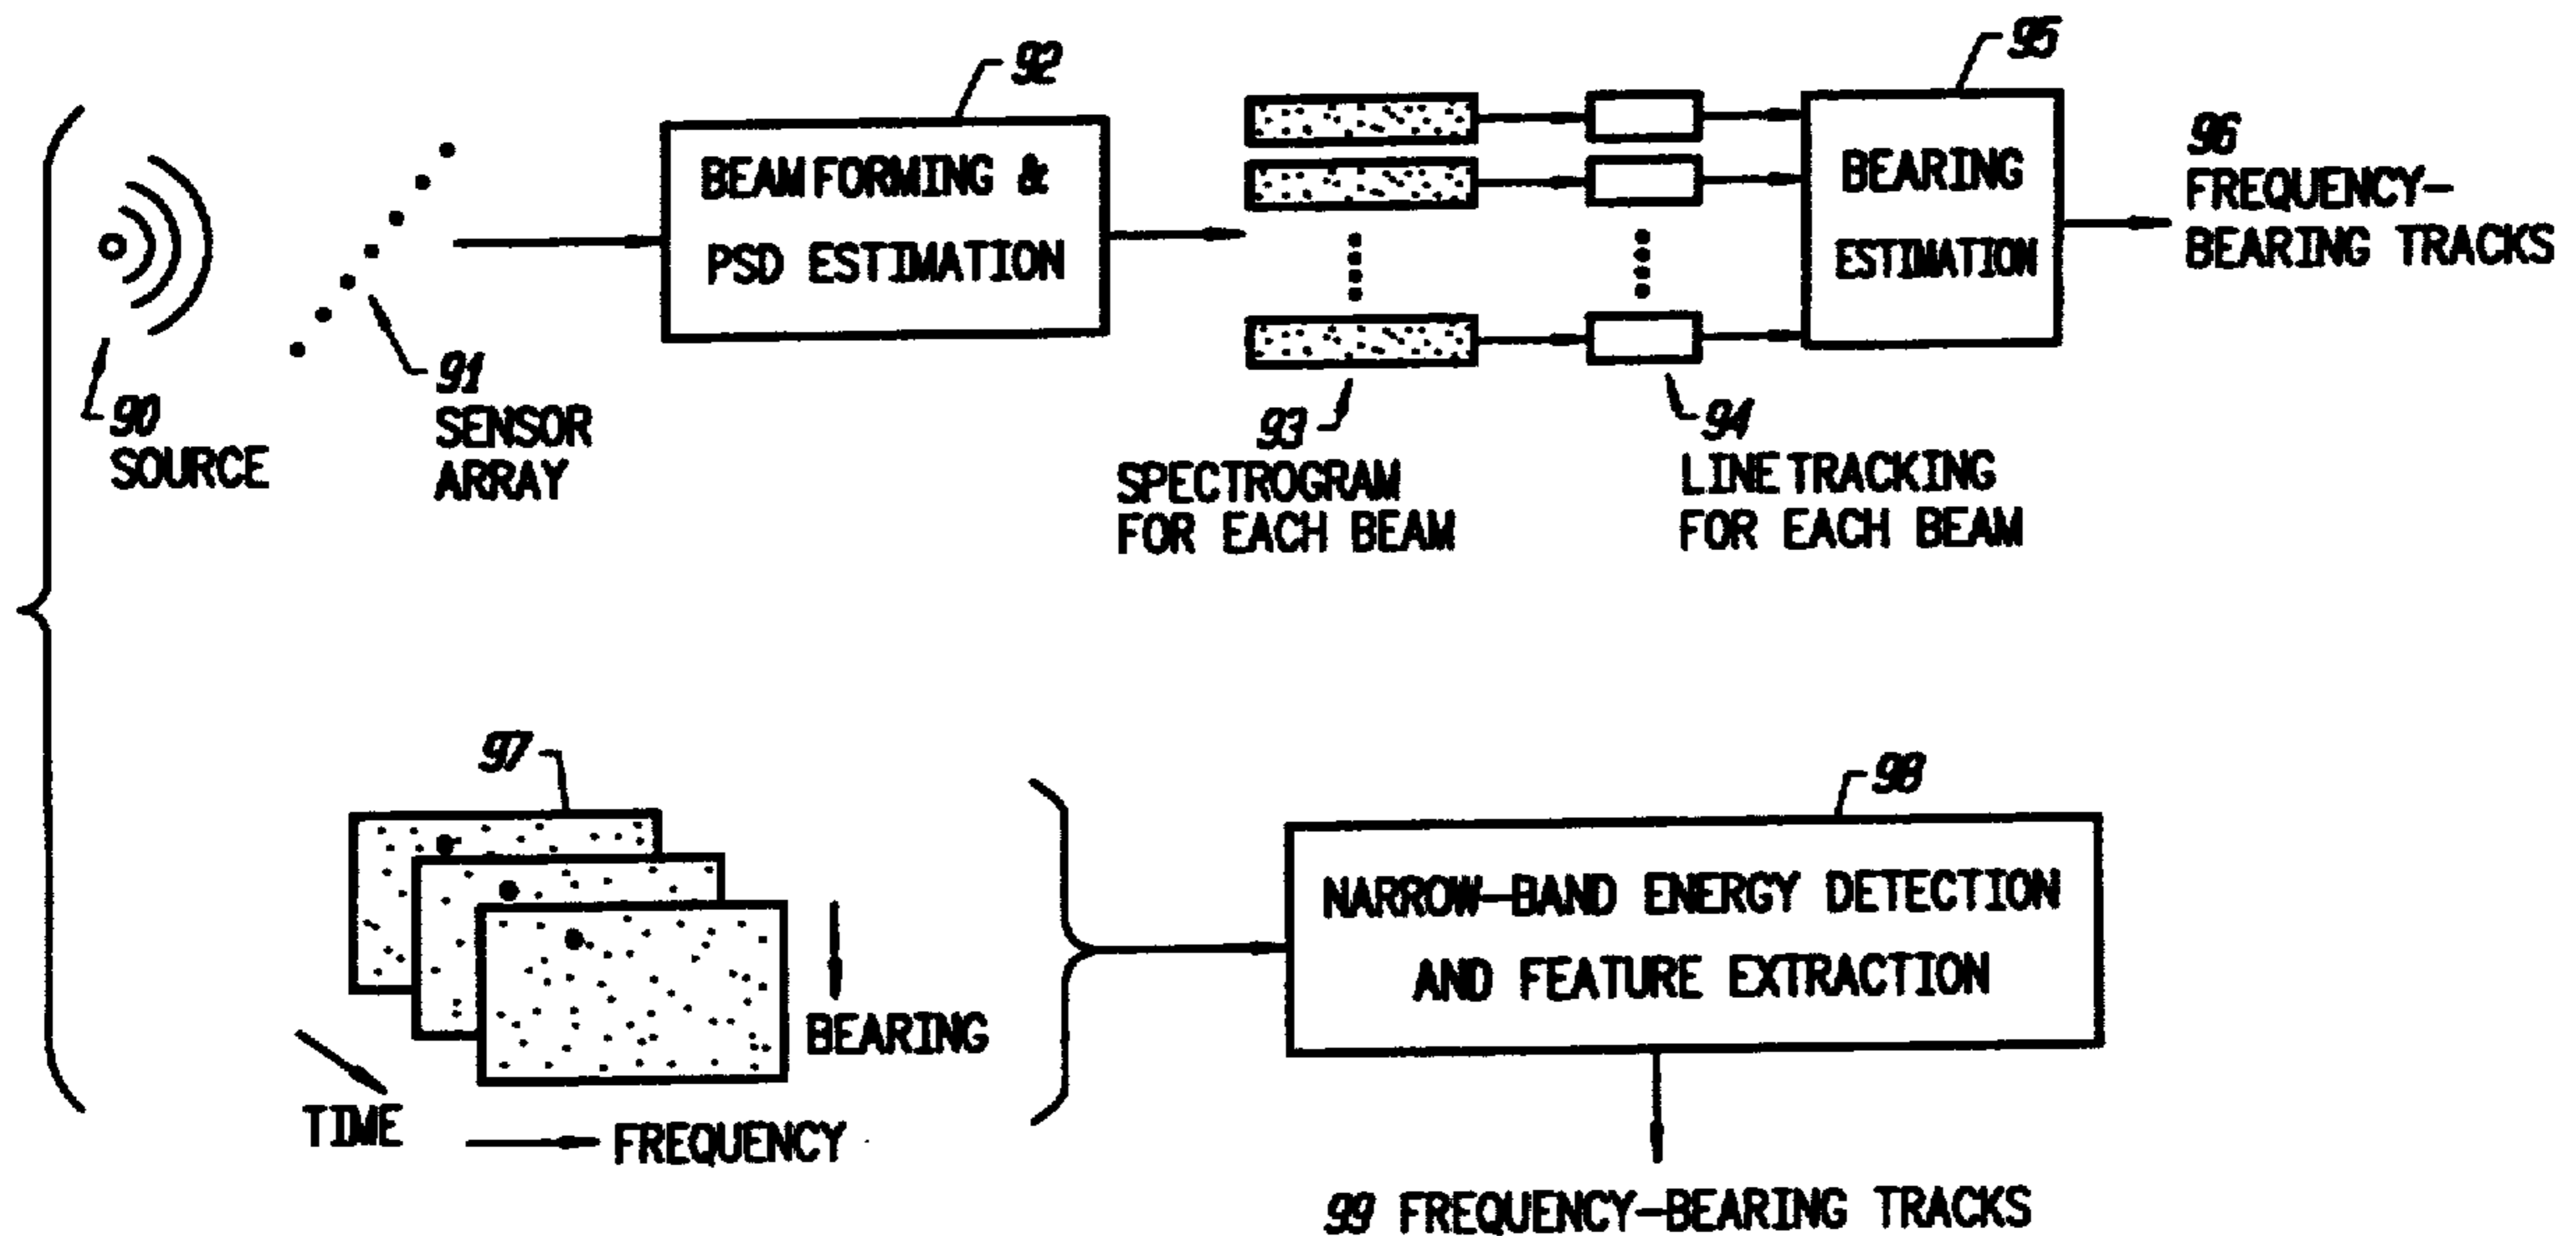 92
BEAMFORMING &
PSD ESTIMATION
95
BEARING
ESTIMATION
96
FREQUENCY-
BEARING TRACKS
90
SOURCE
91
SENSOR
ARRAY
93
SPECTROGRAM
FOR EACH BEAM
94
LINE TRACKING
FOR EACH BEAM
97
BEARING
TIME
FREQUENCY
98
NARROW-BAND ENERGY DETECTION
AND FEATURE EXTRACTION
99 FREQUENCY-BEARING TRACKS